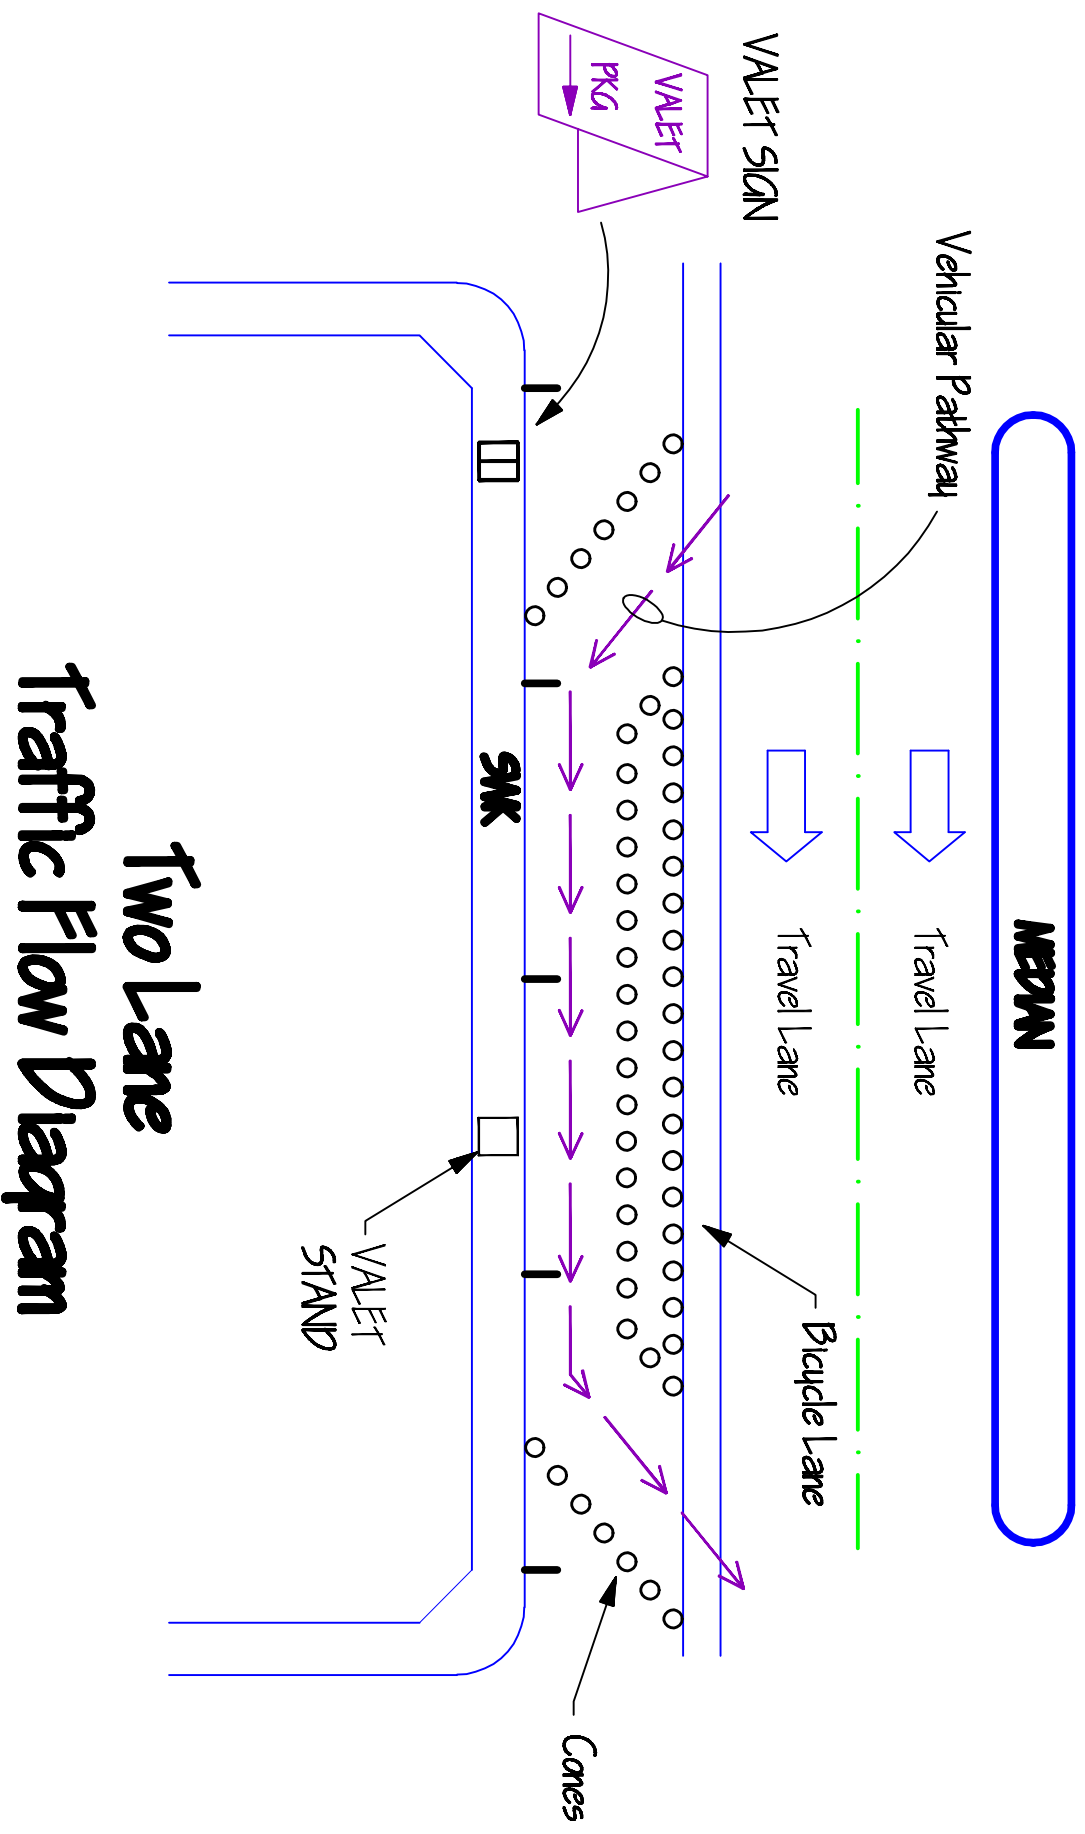 MEDIAN
Vehicular Pathway
Travel Lane
Travel Lane
VALET SIGN
VALET
PKG
Bicycle Lane
SWK
Cones
VALET
STAND
Two Lane
Traffic Flow Diagram